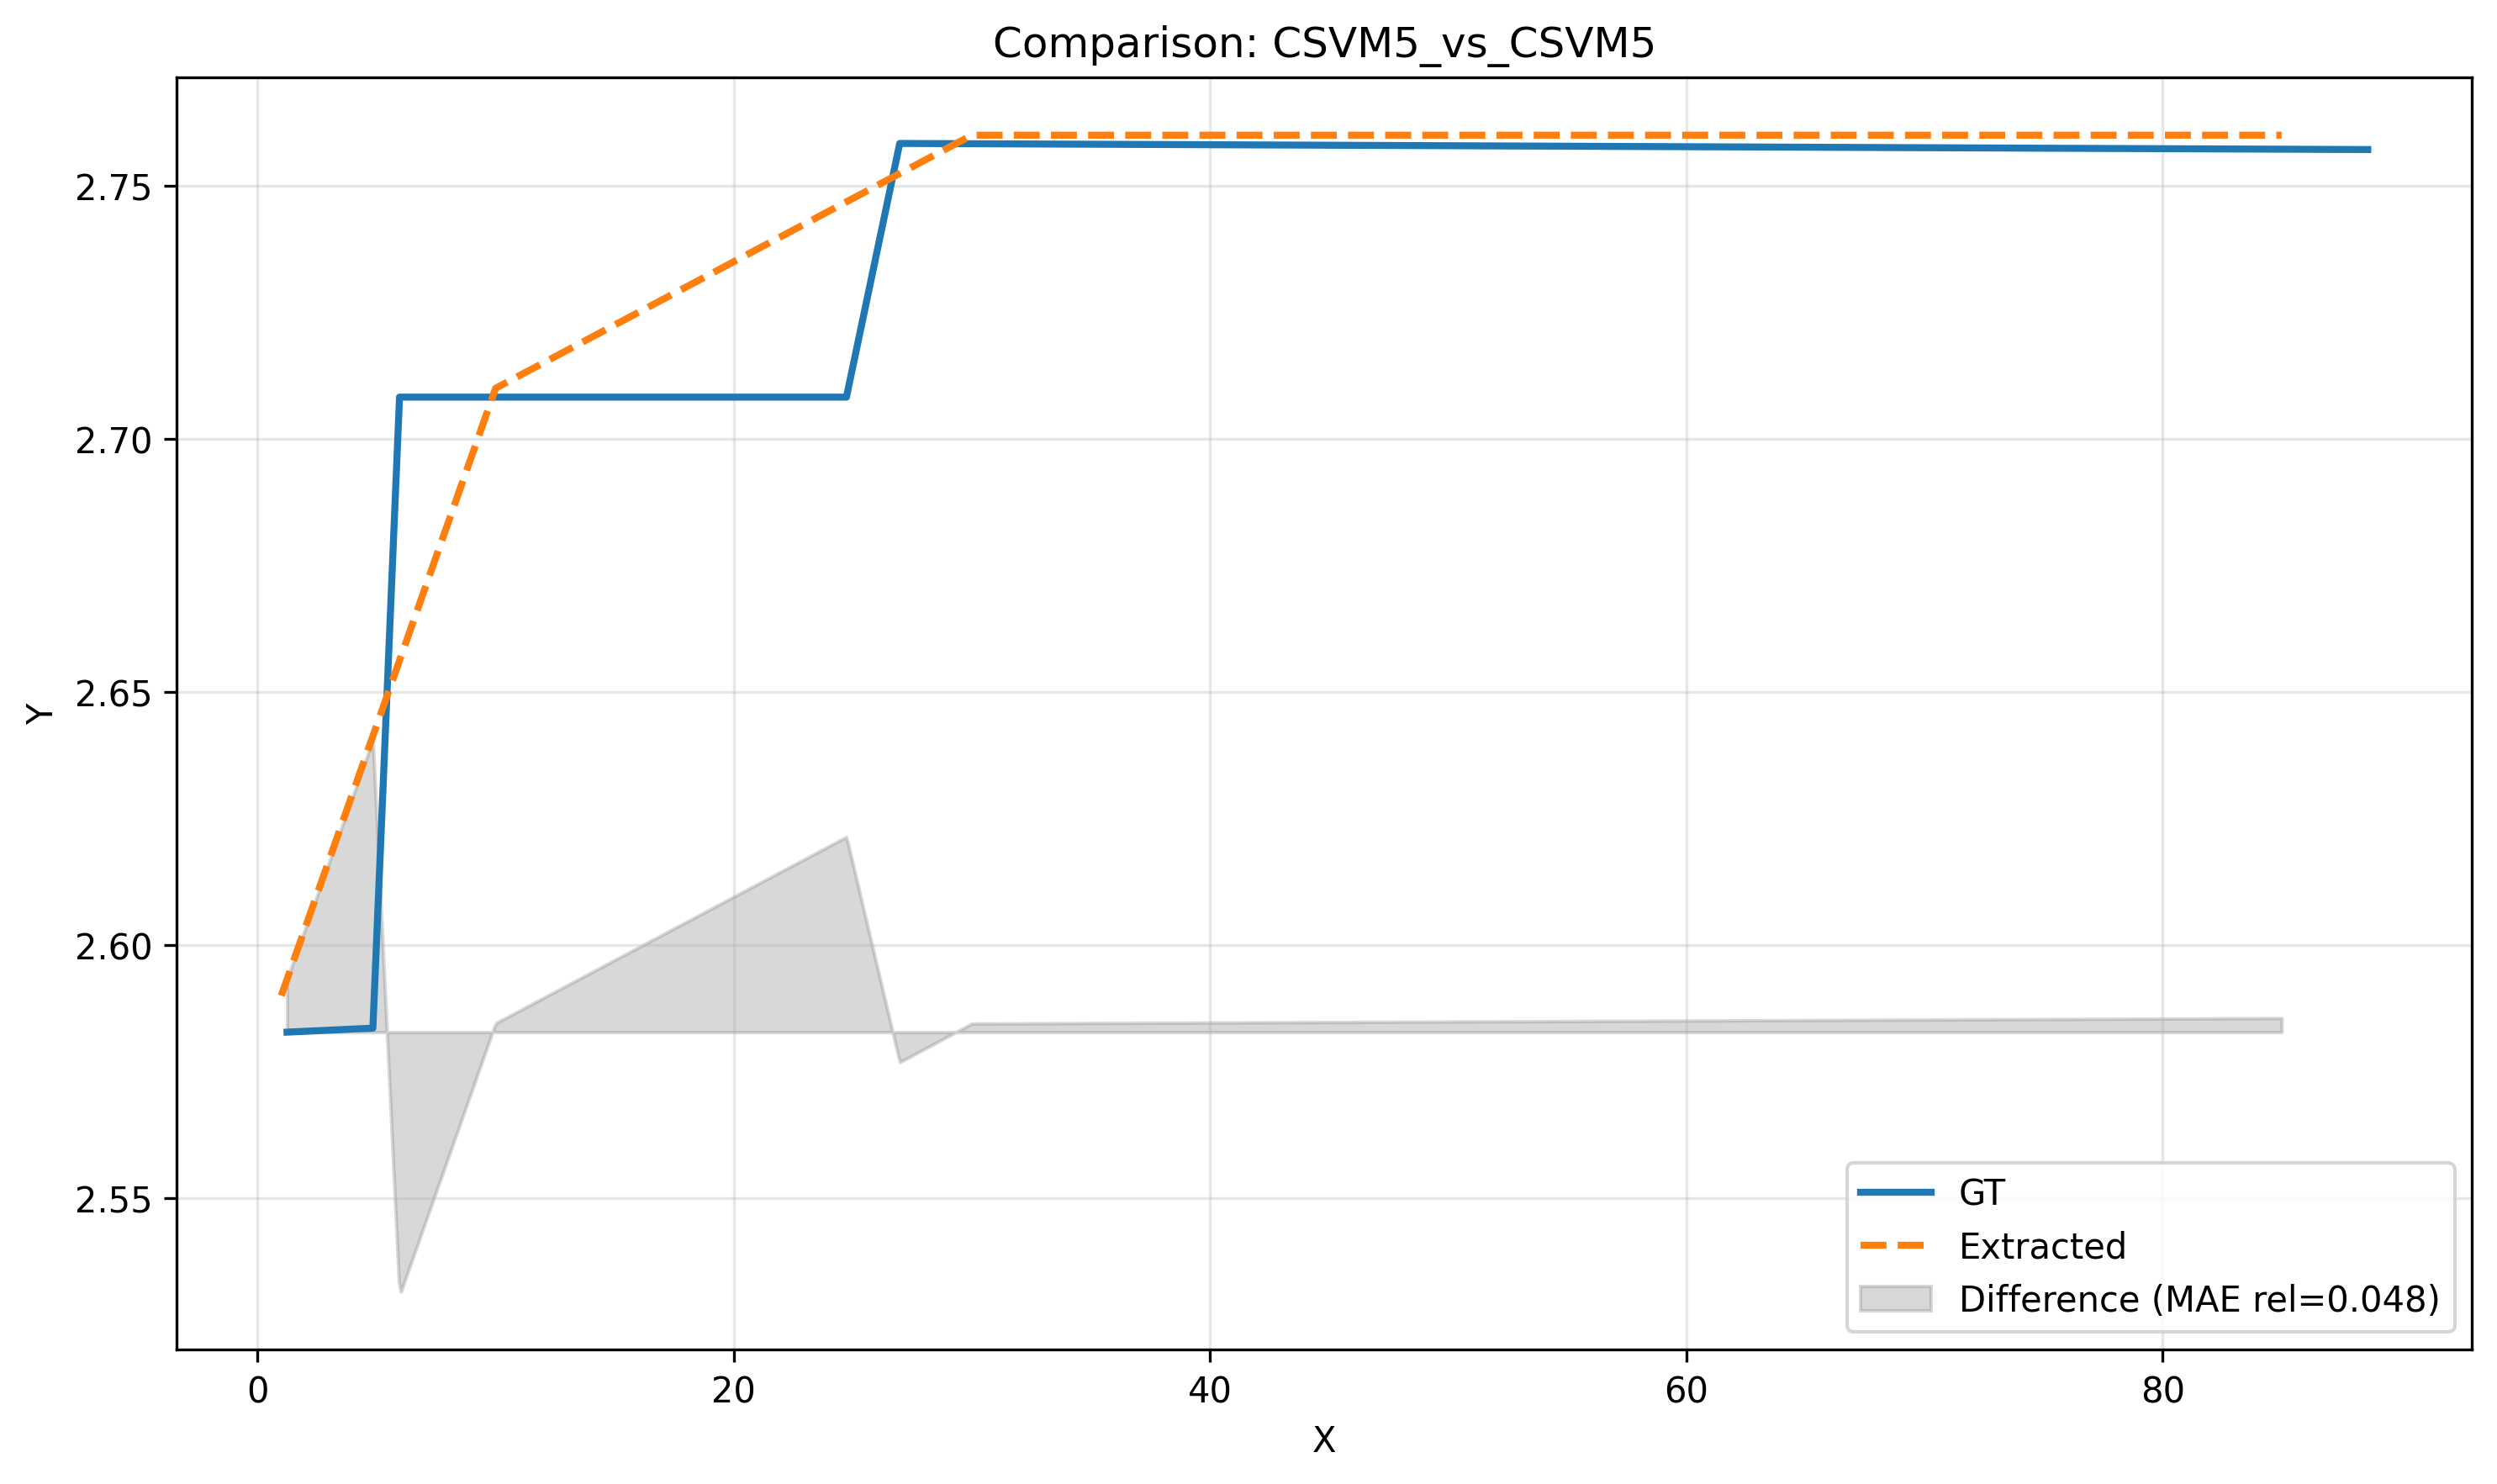 Comparison: CSVM5_vs_CSVM5
Y
2.75
2.70
2.65
2.60
2.55
0 20 40 60 80
X
GT
Extracted
Difference (MAE rel=0.048)